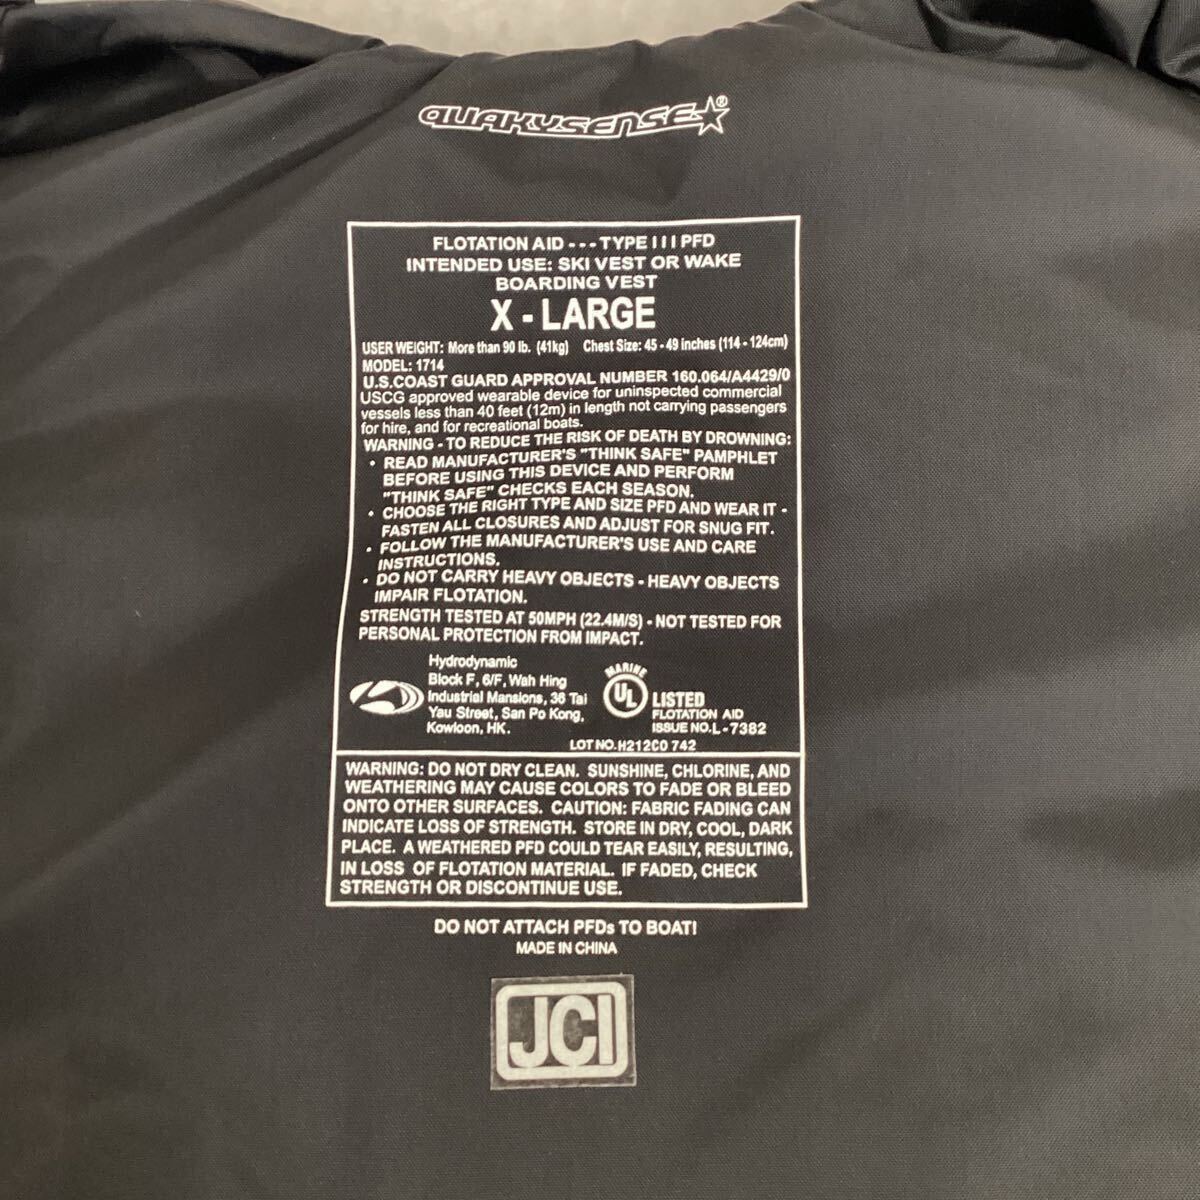 QUAKYSENSE®
FLOTATION AID --- TYPE III PFD
INTENDED USE: SKI VEST OR WAKE
BOARDING VEST
X - LARGE
USER WEIGHT: More than 90 lb. (41kg) Chest Size: 45 - 49 inches (114 - 124cm)
MODEL: 1714
U.S.COAST GUARD APPROVAL NUMBER 160.064/A4429/0
USCG approved wearable device for uninspected commercial
vessels less than 40 feet (12m) in length not carrying passengers
for hire, and for recreational boats.
WARNING - TO REDUCE THE RISK OF DEATH BY DROWNING:
• READ MANUFACTURER'S "THINK SAFE" PAMPHLET
BEFORE USING THIS DEVICE AND PERFORM
"THINK SAFE" CHECKS EACH SEASON.
• CHOOSE THE RIGHT TYPE AND SIZE PFD AND WEAR IT -
FASTEN ALL CLOSURES AND ADJUST FOR SNUG FIT.
• FOLLOW THE MANUFACTURER'S USE AND CARE
INSTRUCTIONS.
• DO NOT CARRY HEAVY OBJECTS - HEAVY OBJECTS
IMPAIR FLOTATION.
STRENGTH TESTED AT 50MPH (22.4M/S) - NOT TESTED FOR
PERSONAL PROTECTION FROM IMPACT.
Hydrodynamic
Block F, 6/F, Wah Hing
Industrial Mansions, 36 Tai
Yau Street, San Po Kong,
Kowloon, HK.
MARINE
UL
LISTED
FLOTATION AID
ISSUE NO.L-7382
LOT NO.H212C0 742
WARNING: DO NOT DRY CLEAN. SUNSHINE, CHLORINE, AND
WEATHERING MAY CAUSE COLORS TO FADE OR BLEED
ONTO OTHER SURFACES. CAUTION: FABRIC FADING CAN
INDICATE LOSS OF STRENGTH. STORE IN DRY, COOL, DARK
PLACE. A WEATHERED PFD COULD TEAR EASILY, RESULTING,
IN LOSS OF FLOTATION MATERIAL. IF FADED, CHECK
STRENGTH OR DISCONTINUE USE.
DO NOT ATTACH PFDs TO BOAT!
MADE IN CHINA
JCI